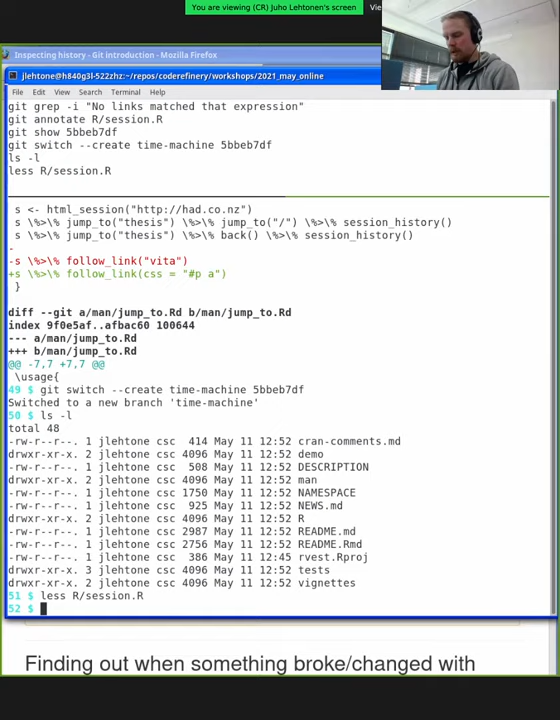 You are viewing (CR) Juho Lehtonen's screen
Vie
Inspecting history - Git introduction - Mozilla Firefox
jlehtone@h840g3l-522zhz:~/repos/coderefinery/workshops/2021_may_online
File Edit View Search Terminal Help
git grep -i "No links matched that expression"
git annotate R/session.R
git show 5bbeb7df
git switch --create time-machine 5bbeb7df
ls -l
less R/session.R
s <- html_session("http://had.co.nz")
s \%>\% jump_to("thesis") \%>\% jump_to("/") \%>\% session_history()
s \%>\% jump_to("thesis") \%>\% back() \%>\% session_history()
-
-s \%>\% follow_link("vita")
+s \%>\% follow_link(css = "#p a")
}
diff --git a/man/jump_to.Rd b/man/jump_to.Rd
index 9f0e5af..afbac60 100644
--- a/man/jump_to.Rd
+++ b/man/jump_to.Rd
@@ -7,7 +7,7 @@
\usage{
49 $ git switch --create time-machine 5bbeb7df
Switched to a new branch 'time-machine'
50 $ ls -l
total 48
-rw-r--r--. 1 jlehtone csc 414 May 11 12:52 cran-comments.md
drwxr-xr-x. 2 jlehtone csc 4096 May 11 12:52 demo
-rw-r--r--. 1 jlehtone csc 508 May 11 12:52 DESCRIPTION
drwxr-xr-x. 2 jlehtone csc 4096 May 11 12:52 man
-rw-r--r--. 1 jlehtone csc 1750 May 11 12:52 NAMESPACE
-rw-r--r--. 1 jlehtone csc 925 May 11 12:52 NEWS.md
drwxr-xr-x. 2 jlehtone csc 4096 May 11 12:52 R
-rw-r--r--. 1 jlehtone csc 2987 May 11 12:52 README.md
-rw-r--r--. 1 jlehtone csc 2756 May 11 12:52 README.Rmd
-rw-r--r--. 1 jlehtone csc 386 May 11 12:45 rvest.Rproj
drwxr-xr-x. 3 jlehtone csc 4096 May 11 12:52 tests
drwxr-xr-x. 2 jlehtone csc 4096 May 11 12:52 vignettes
51 $ less R/session.R
52 $
Finding out when something broke/changed with